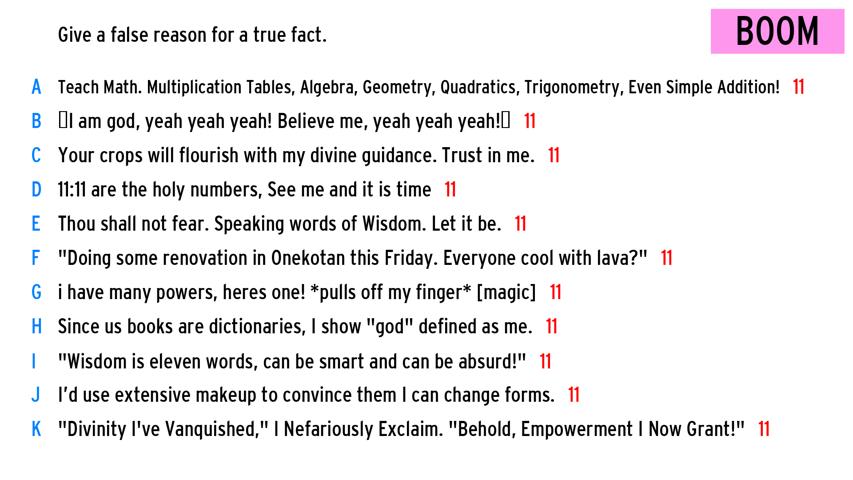 Give a false reason for a true fact.
BOOM
A Teach Math. Multiplication Tables, Algebra, Geometry, Quadratics, Trigonometry, Even Simple Addition! 11
B ▯I am god, yeah yeah yeah! Believe me, yeah yeah yeah!▯ 11
C Your crops will flourish with my divine guidance. Trust in me. 11
D 11:11 are the holy numbers, See me and it is time 11
E Thou shall not fear. Speaking words of Wisdom. Let it be. 11
F "Doing some renovation in Onekotan this Friday. Everyone cool with lava?" 11
G i have many powers, heres one! *pulls off my finger* [magic] 11
H Since us books are dictionaries, I show "god" defined as me. 11
I "Wisdom is eleven words, can be smart and can be absurd!" 11
J I'd use extensive makeup to convince them I can change forms. 11
K "Divinity I've Vanquished," I Nefariously Exclaim. "Behold, Empowerment I Now Grant!" 11